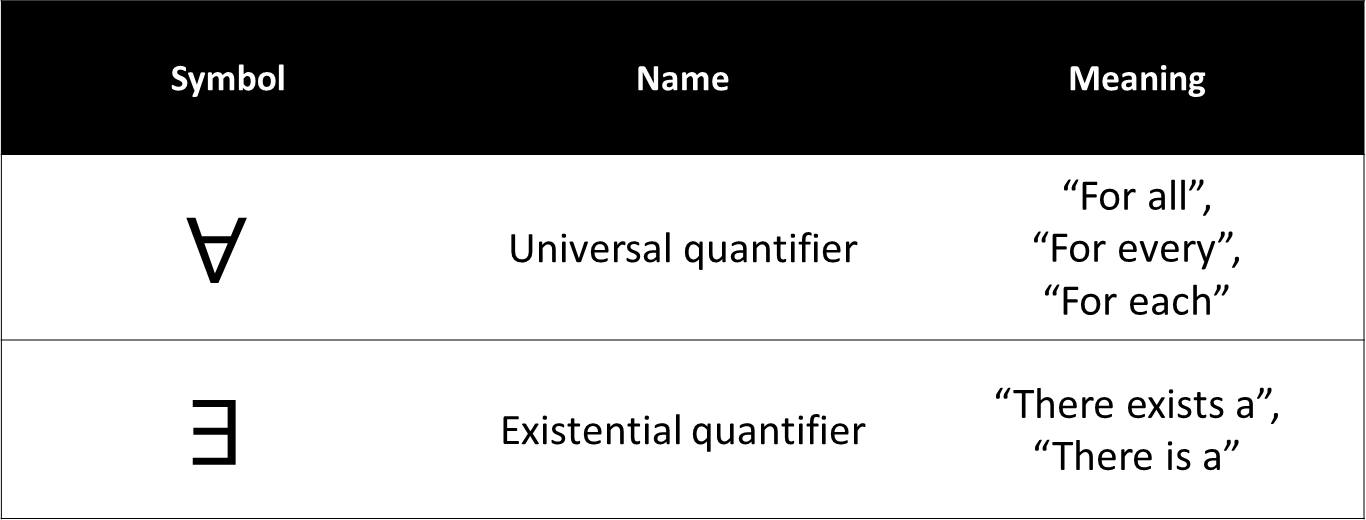 Symbol Name Meaning
∀ Universal quantifier “For all”,
“For every”,
“For each”
∃ Existential quantifier “There exists a”,
“There is a”